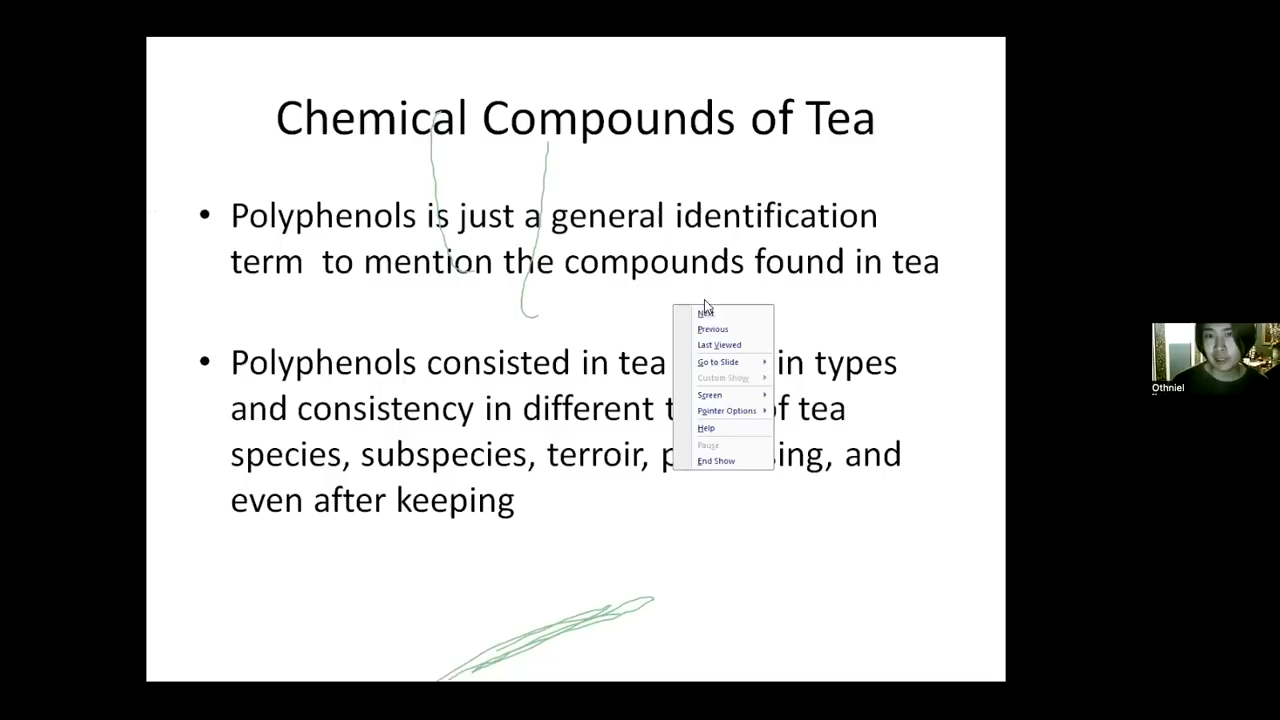 Chemical Compounds of Tea
• Polyphenols is just a general identification
term to mention the compounds found in tea
• Polyphenols consisted in tea in types
and consistency in different of tea
species, subspecies, terroir, and
even after keeping
Previous
Last Viewed
Go to Slide
Custom Show
Screen
Pointer Options
Help
Pause
End Show
Othniel